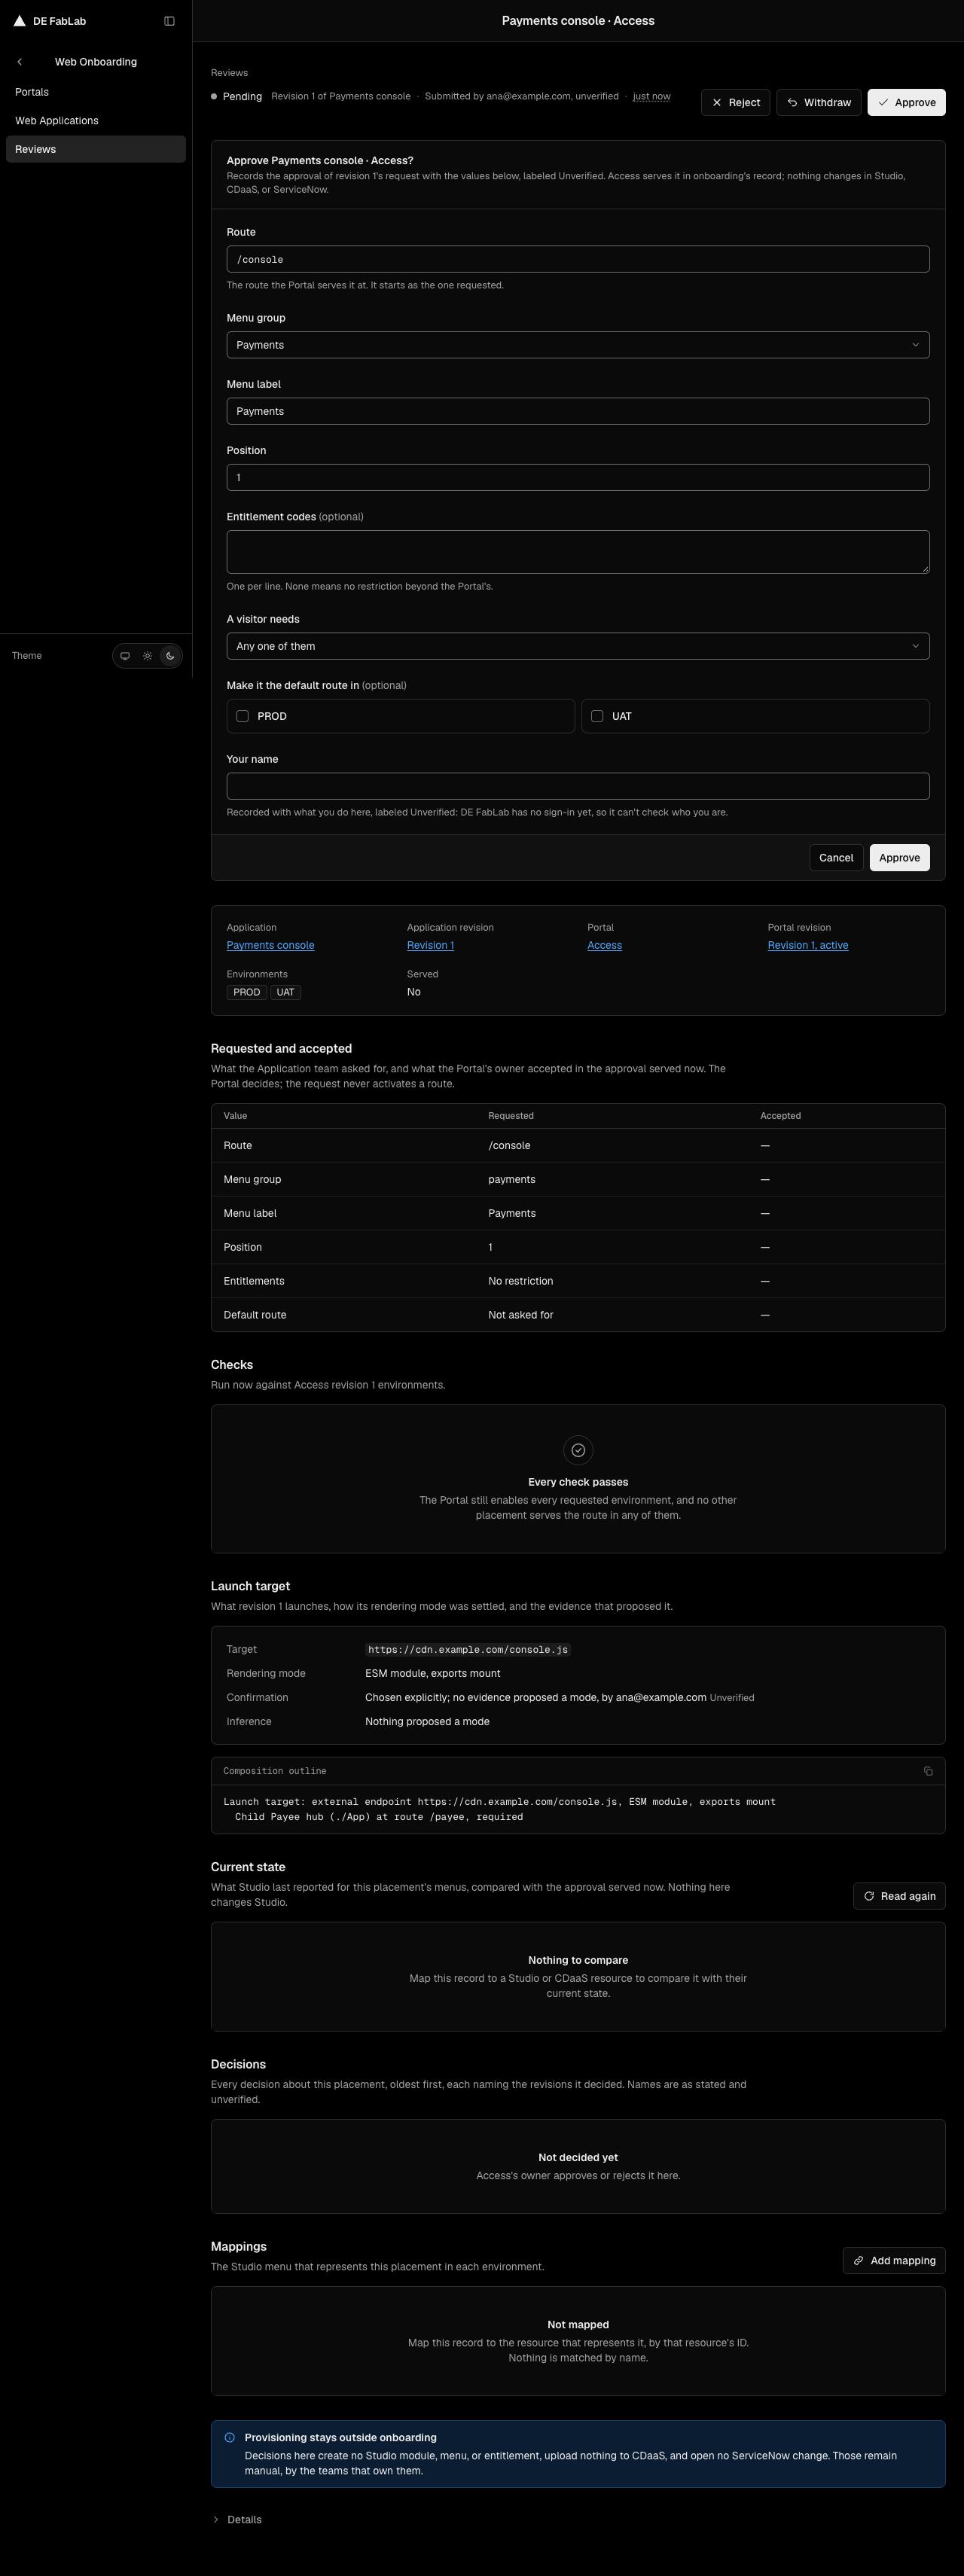 DE FabLab
Payments console · Access
Web Onboarding
Portals
Web Applications
Reviews
Theme
Reviews
Pending Revision 1 of Payments console · Submitted by ana@example.com, unverified · just now
Reject
Withdraw
Approve
Approve Payments console · Access?
Records the approval of revision 1's request with the values below, labeled Unverified. Access serves it in onboarding's record; nothing changes in Studio,
CDaaS, or ServiceNow.
Route
/console
The route the Portal serves it at. It starts as the one requested.
Menu group
Payments
Menu label
Payments
Position
1
Entitlement codes (optional)
One per line. None means no restriction beyond the Portal's.
A visitor needs
Any one of them
Make it the default route in (optional)
PROD
UAT
Your name
Recorded with what you do here, labeled Unverified: DE FabLab has no sign-in yet, so it can't check who you are.
Cancel
Approve
Application Application revision Portal Portal revision
Payments console Revision 1 Access Revision 1, active
Environments Served
PROD UAT No
Requested and accepted
What the Application team asked for, and what the Portal's owner accepted in the approval served now. The
Portal decides; the request never activates a route.
Value Requested Accepted
Route /console —
Menu group payments —
Menu label Payments —
Position 1 —
Entitlements No restriction —
Default route Not asked for —
Checks
Run now against Access revision 1 environments.
Every check passes
The Portal still enables every requested environment, and no other
placement serves the route in any of them.
Launch target
What revision 1 launches, how its rendering mode was settled, and the evidence that proposed it.
Target https://cdn.example.com/console.js
Rendering mode ESM module, exports mount
Confirmation Chosen explicitly; no evidence proposed a mode, by ana@example.com Unverified
Inference Nothing proposed a mode
Composition outline
Launch target: external endpoint https://cdn.example.com/console.js, ESM module, exports mount
Child Payee hub (./App) at route /payee, required
Current state
What Studio last reported for this placement's menus, compared with the approval served now. Nothing here
changes Studio.
Read again
Nothing to compare
Map this record to a Studio or CDaaS resource to compare it with their
current state.
Decisions
Every decision about this placement, oldest first, each naming the revisions it decided. Names are as stated and
unverified.
Not decided yet
Access's owner approves or rejects it here.
Mappings
The Studio menu that represents this placement in each environment.
Add mapping
Not mapped
Map this record to the resource that represents it, by that resource's ID.
Nothing is matched by name.
Provisioning stays outside onboarding
Decisions here create no Studio module, menu, or entitlement, upload nothing to CDaaS, and open no ServiceNow change. Those remain
manual, by the teams that own them.
Details